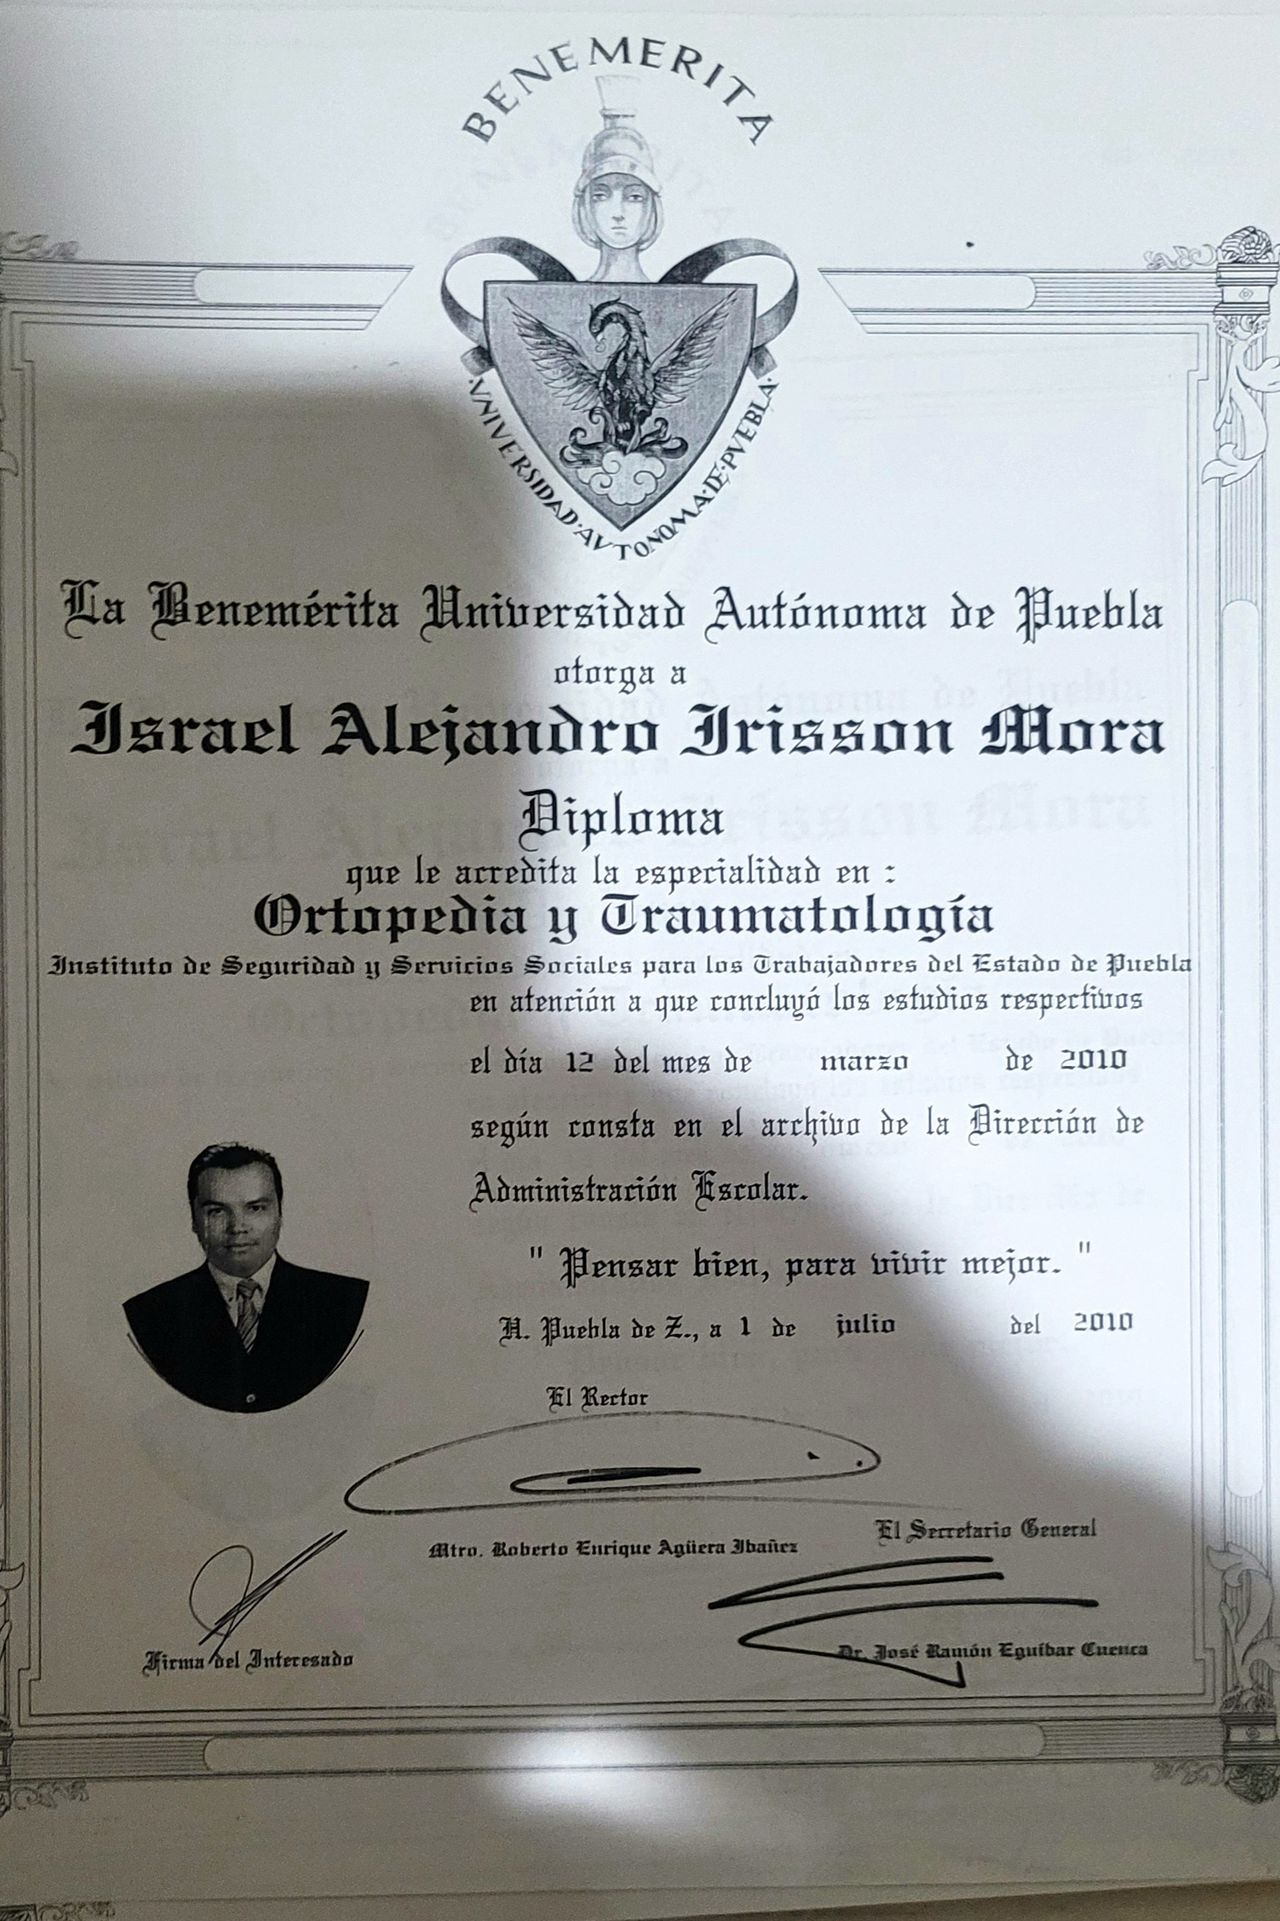 BENEMERITA
VNIVERSIDAD·AVTONOMA·DE·PVEBLA·
La Benemérita Universidad Autónoma de Puebla
otorga a
Israel Alejandro Irisson Mora
Diploma
que le acredita la especialidad en :
Ortopedia y Traumatología
Instituto de Seguridad y Servicios Sociales para los Trabajadores del Estado de Puebla
en atención a que concluyó los estudios respectivos
el día 12 del mes de marzo de 2010
según consta en el archivo de la Dirección de
Administración Escolar.
" Pensar bien, para vivir mejor. "
H. Puebla de Z., a 1 de julio del 2010
El Rector
Mtro. Roberto Enrique Agüera Ibañez
El Secretario General
Dr. José Ramón Eguíbar Cuenca
Firma del Interesado